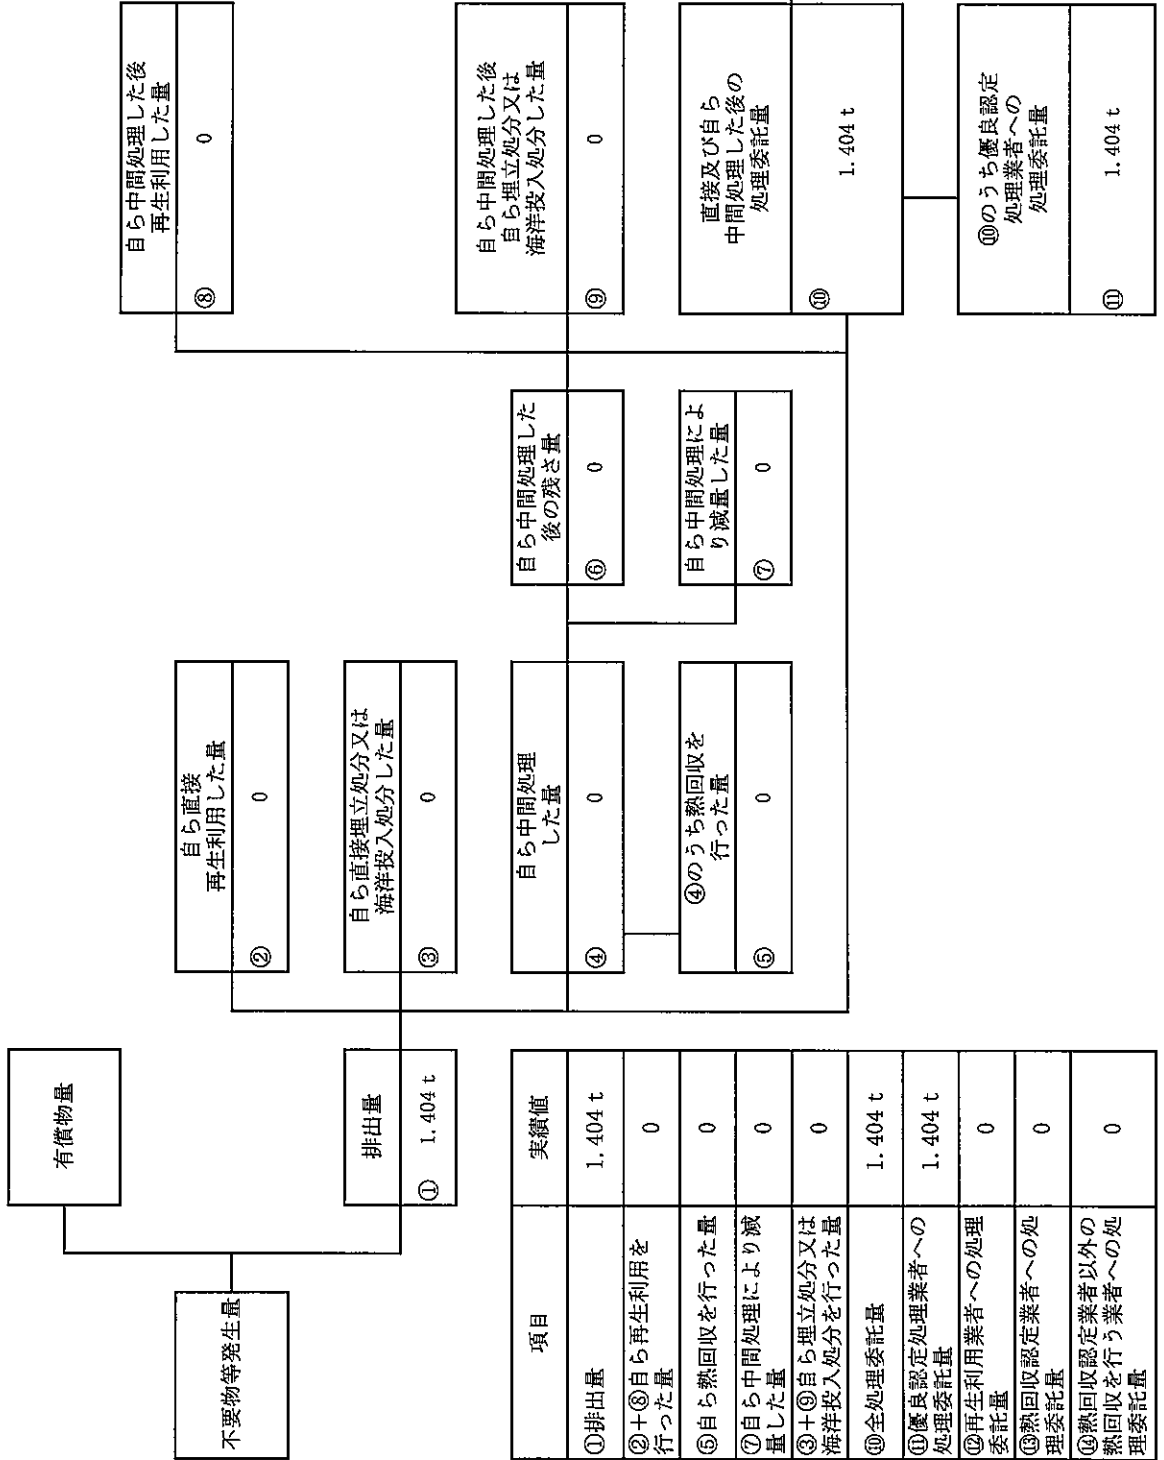 不要物等発生量
有償物量
排出量
① 1.404 t
自ら直接
再生利用した量
② 0
自ら直接埋立処分又は
海洋投入処分した量
③ 0
自ら中間処理
した量
④ 0
④のうち熱回収を
行った量
⑤ 0
自ら中間処理した
後の残さ量
⑥ 0
自ら中間処理によ
り減量した量
⑦ 0
自ら中間処理した後
再生利用した量
⑧ 0
自ら中間処理した後
自ら埋立処分又は
海洋投入処分した量
⑨ 0
直接及び自ら
中間処理した後の
処理委託量
⑩ 1.404 t
⑩のうち優良認定
処理業者への
処理委託量
⑪ 1.404 t
項目 実績値
①排出量 1.404 t
②+⑧自ら再生利用を
行った量 0
⑤自ら熱回収を行った量 0
⑦自ら中間処理により減
量した量 0
③+⑨自ら埋立処分又は
海洋投入処分を行った量 0
⑩全処理委託量 1.404 t
⑪優良認定処理業者への
処理委託量 1.404 t
⑫再生利用業者への処理
委託量 0
⑬熱回収認定業者への処
理委託量 0
⑭熱回収認定業者以外の
熱回収を行う業者への処
理委託量 0